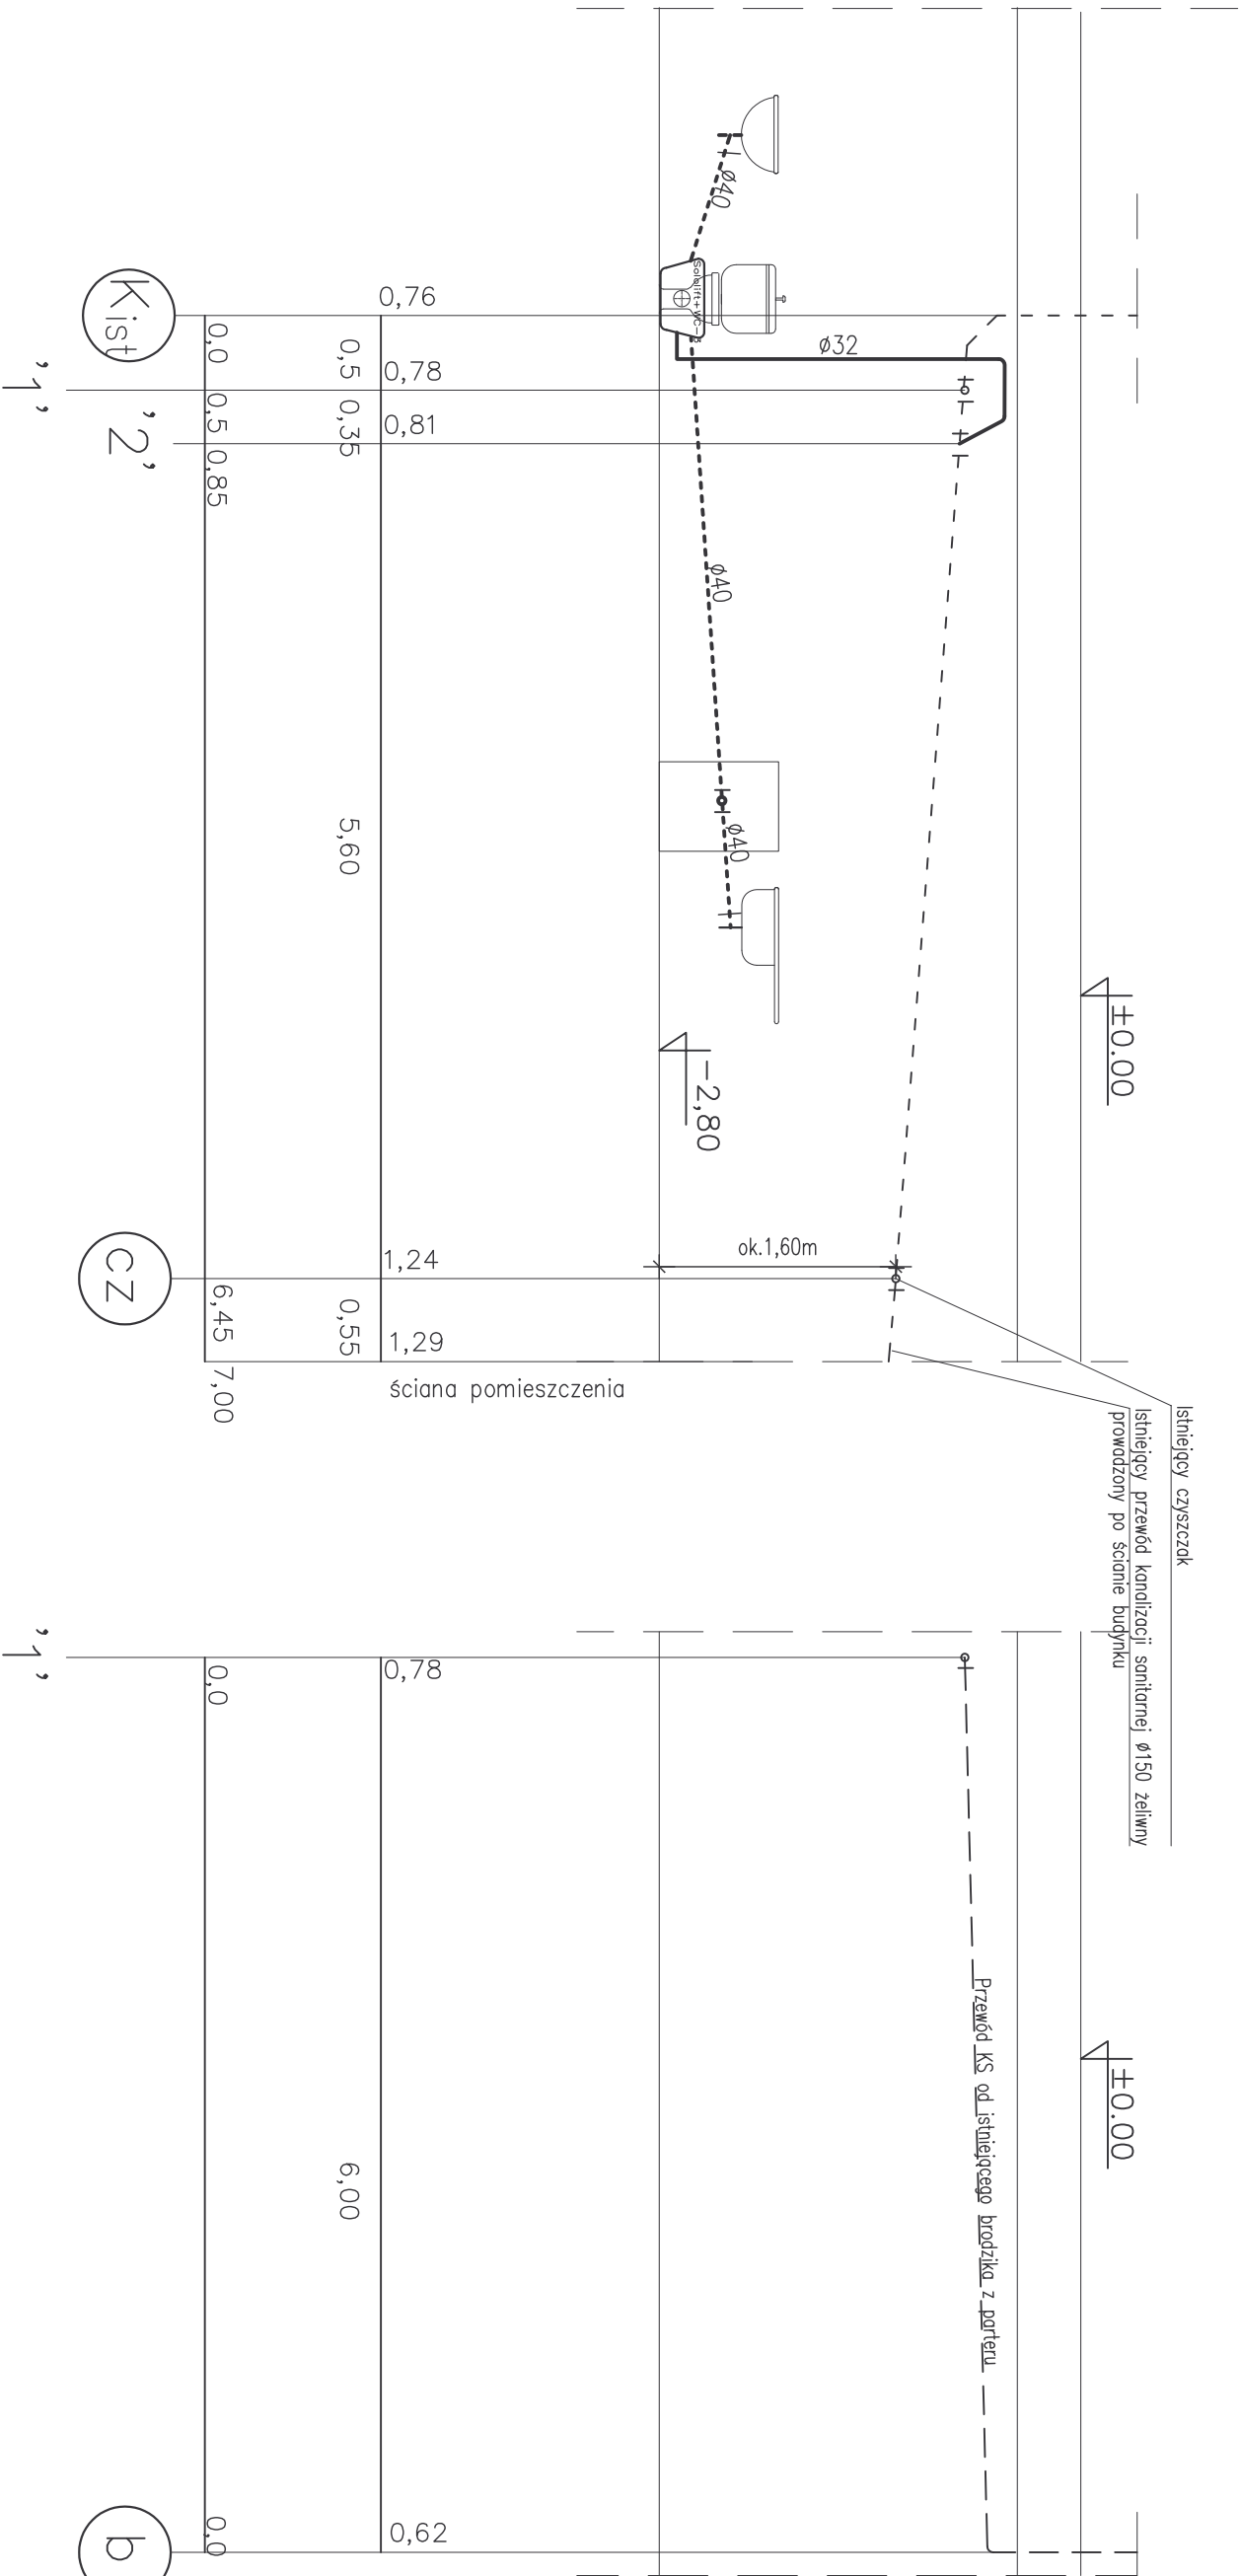 Istniejący czyszczak
Istniejący przewód kanalizacji sanitarnej ø150 żeliwny
prowadzony po ścianie budynku
±0.00
±0.00
Przewód KS od istniejącego brodzika z parteru
ø32
ok.1,60m
ø40
Sololift+WC-3
ø40
ø40
-2,80
ściana pomieszczenia
0,76
0,78
0,81
1,24
1,29
0,78
0,62
0,5
0,35
5,60
0,55
6,00
0,0
0,5
0,85
6,45
7,00
0,0
0,0
Kist
'1'
'2'
cz
'1'
b